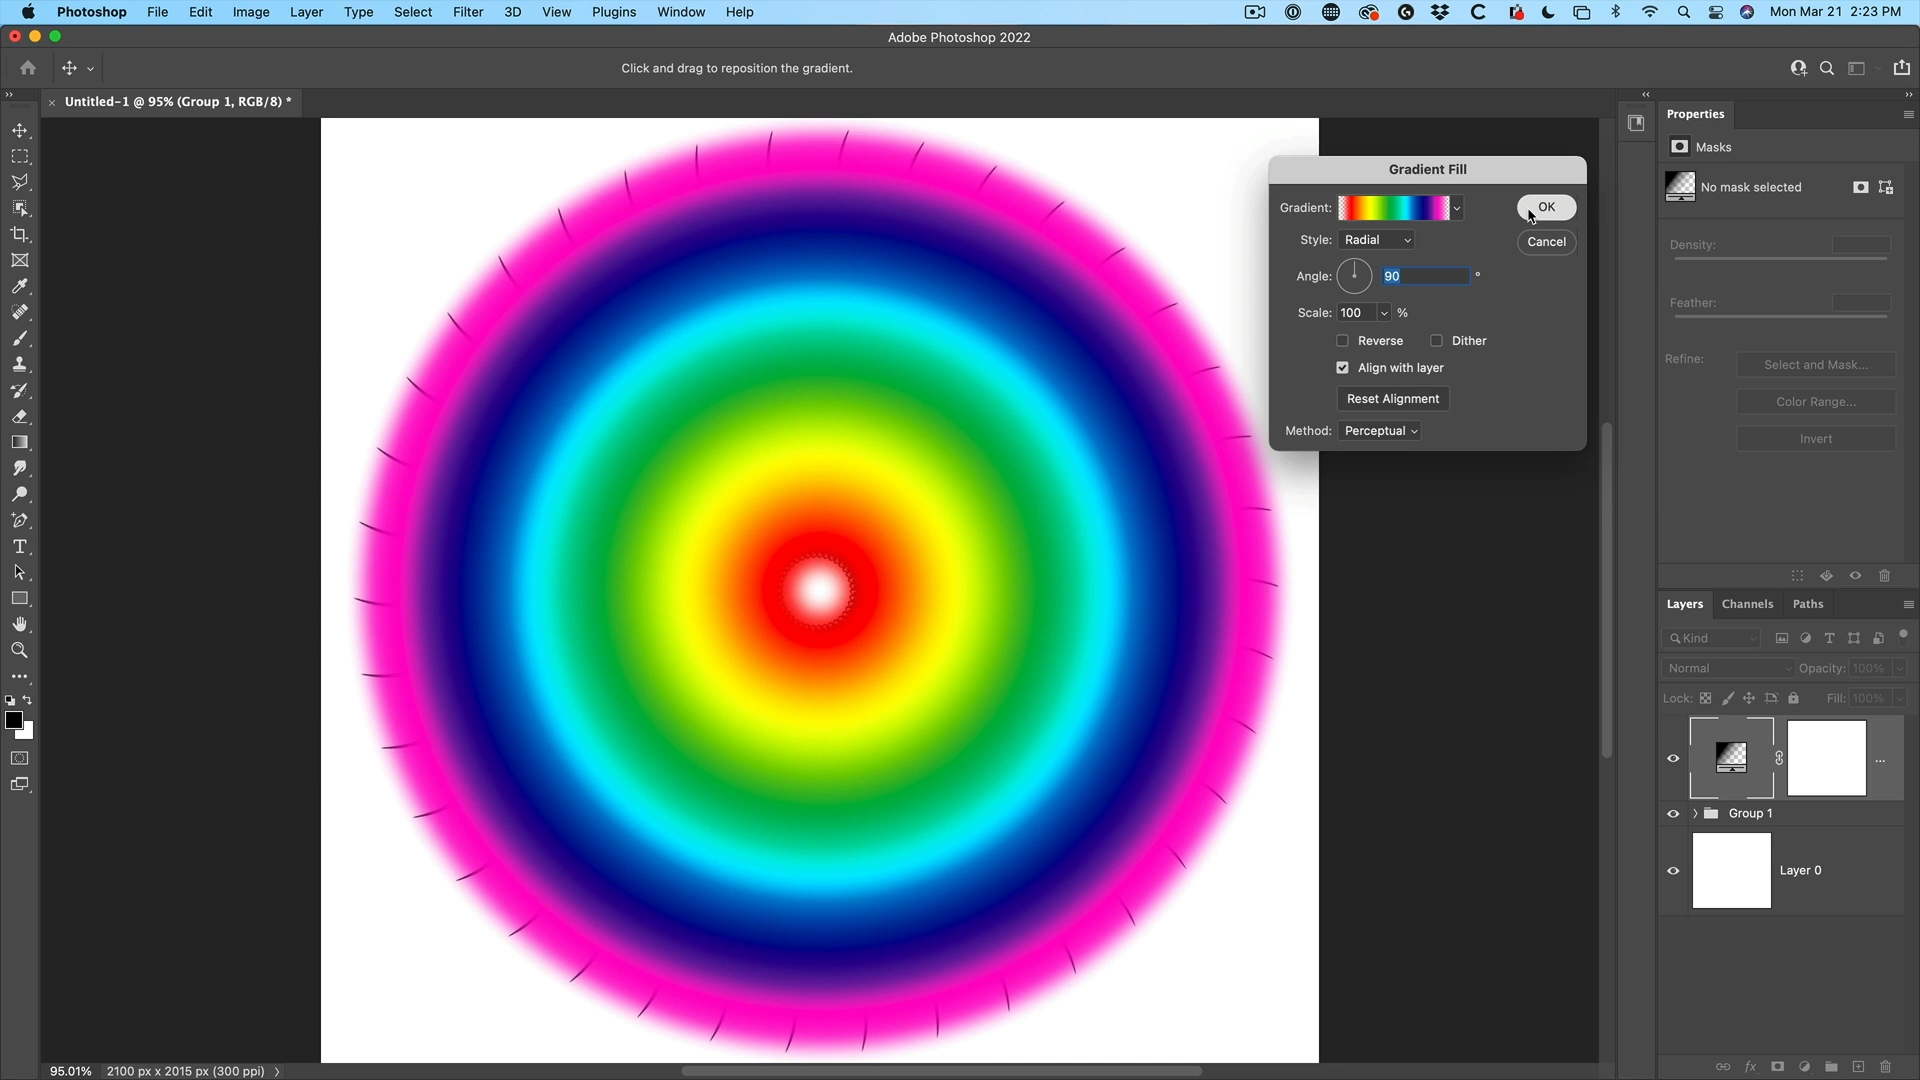 Photoshop File Edit Image Layer Type Select Filter 3D View Plugins Window Help Mon Mar 21 2:23 PM
Adobe Photoshop 2022
Click and drag to reposition the gradient.
Untitled-1 @ 95% (Group 1, RGB/8) *
Gradient Fill
Gradient:
OK
Style: Radial
Cancel
Angle: 90 °
Scale: 100 %
Reverse Dither
Align with layer
Reset Alignment
Method: Perceptual
Properties
Masks
No mask selected
Density:
Feather:
Refine: Select and Mask...
Color Range...
Invert
Layers Channels Paths
Kind
Normal Opacity: 100%
Lock: Fill: 100%
...
Group 1
Layer 0
95.01% 2100 px x 2015 px (300 ppi)